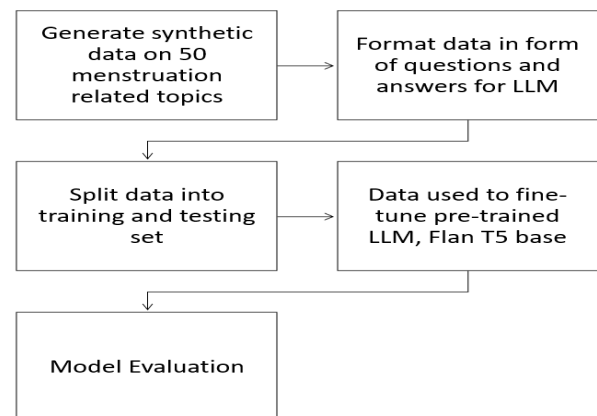 Generate synthetic
data on 50
menstruation
related topics
Format data in form
of questions and
answers for LLM
Split data into
training and testing
set
Data used to fine-
tune pre-trained
LLM, Flan T5 base
Model Evaluation